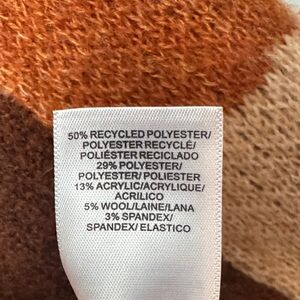 50% RECYCLED POLYESTER/
POLYESTER RECYCLÉ/
POLIÉSTER RECICLADO
29% POLYESTER/
POLYESTER/ POLIESTER
13% ACRYLIC/ACRYLIQUE/
ACRILICO
5% WOOL/LAINE/LANA
3% SPANDEX/
SPANDEX/ ELASTICO